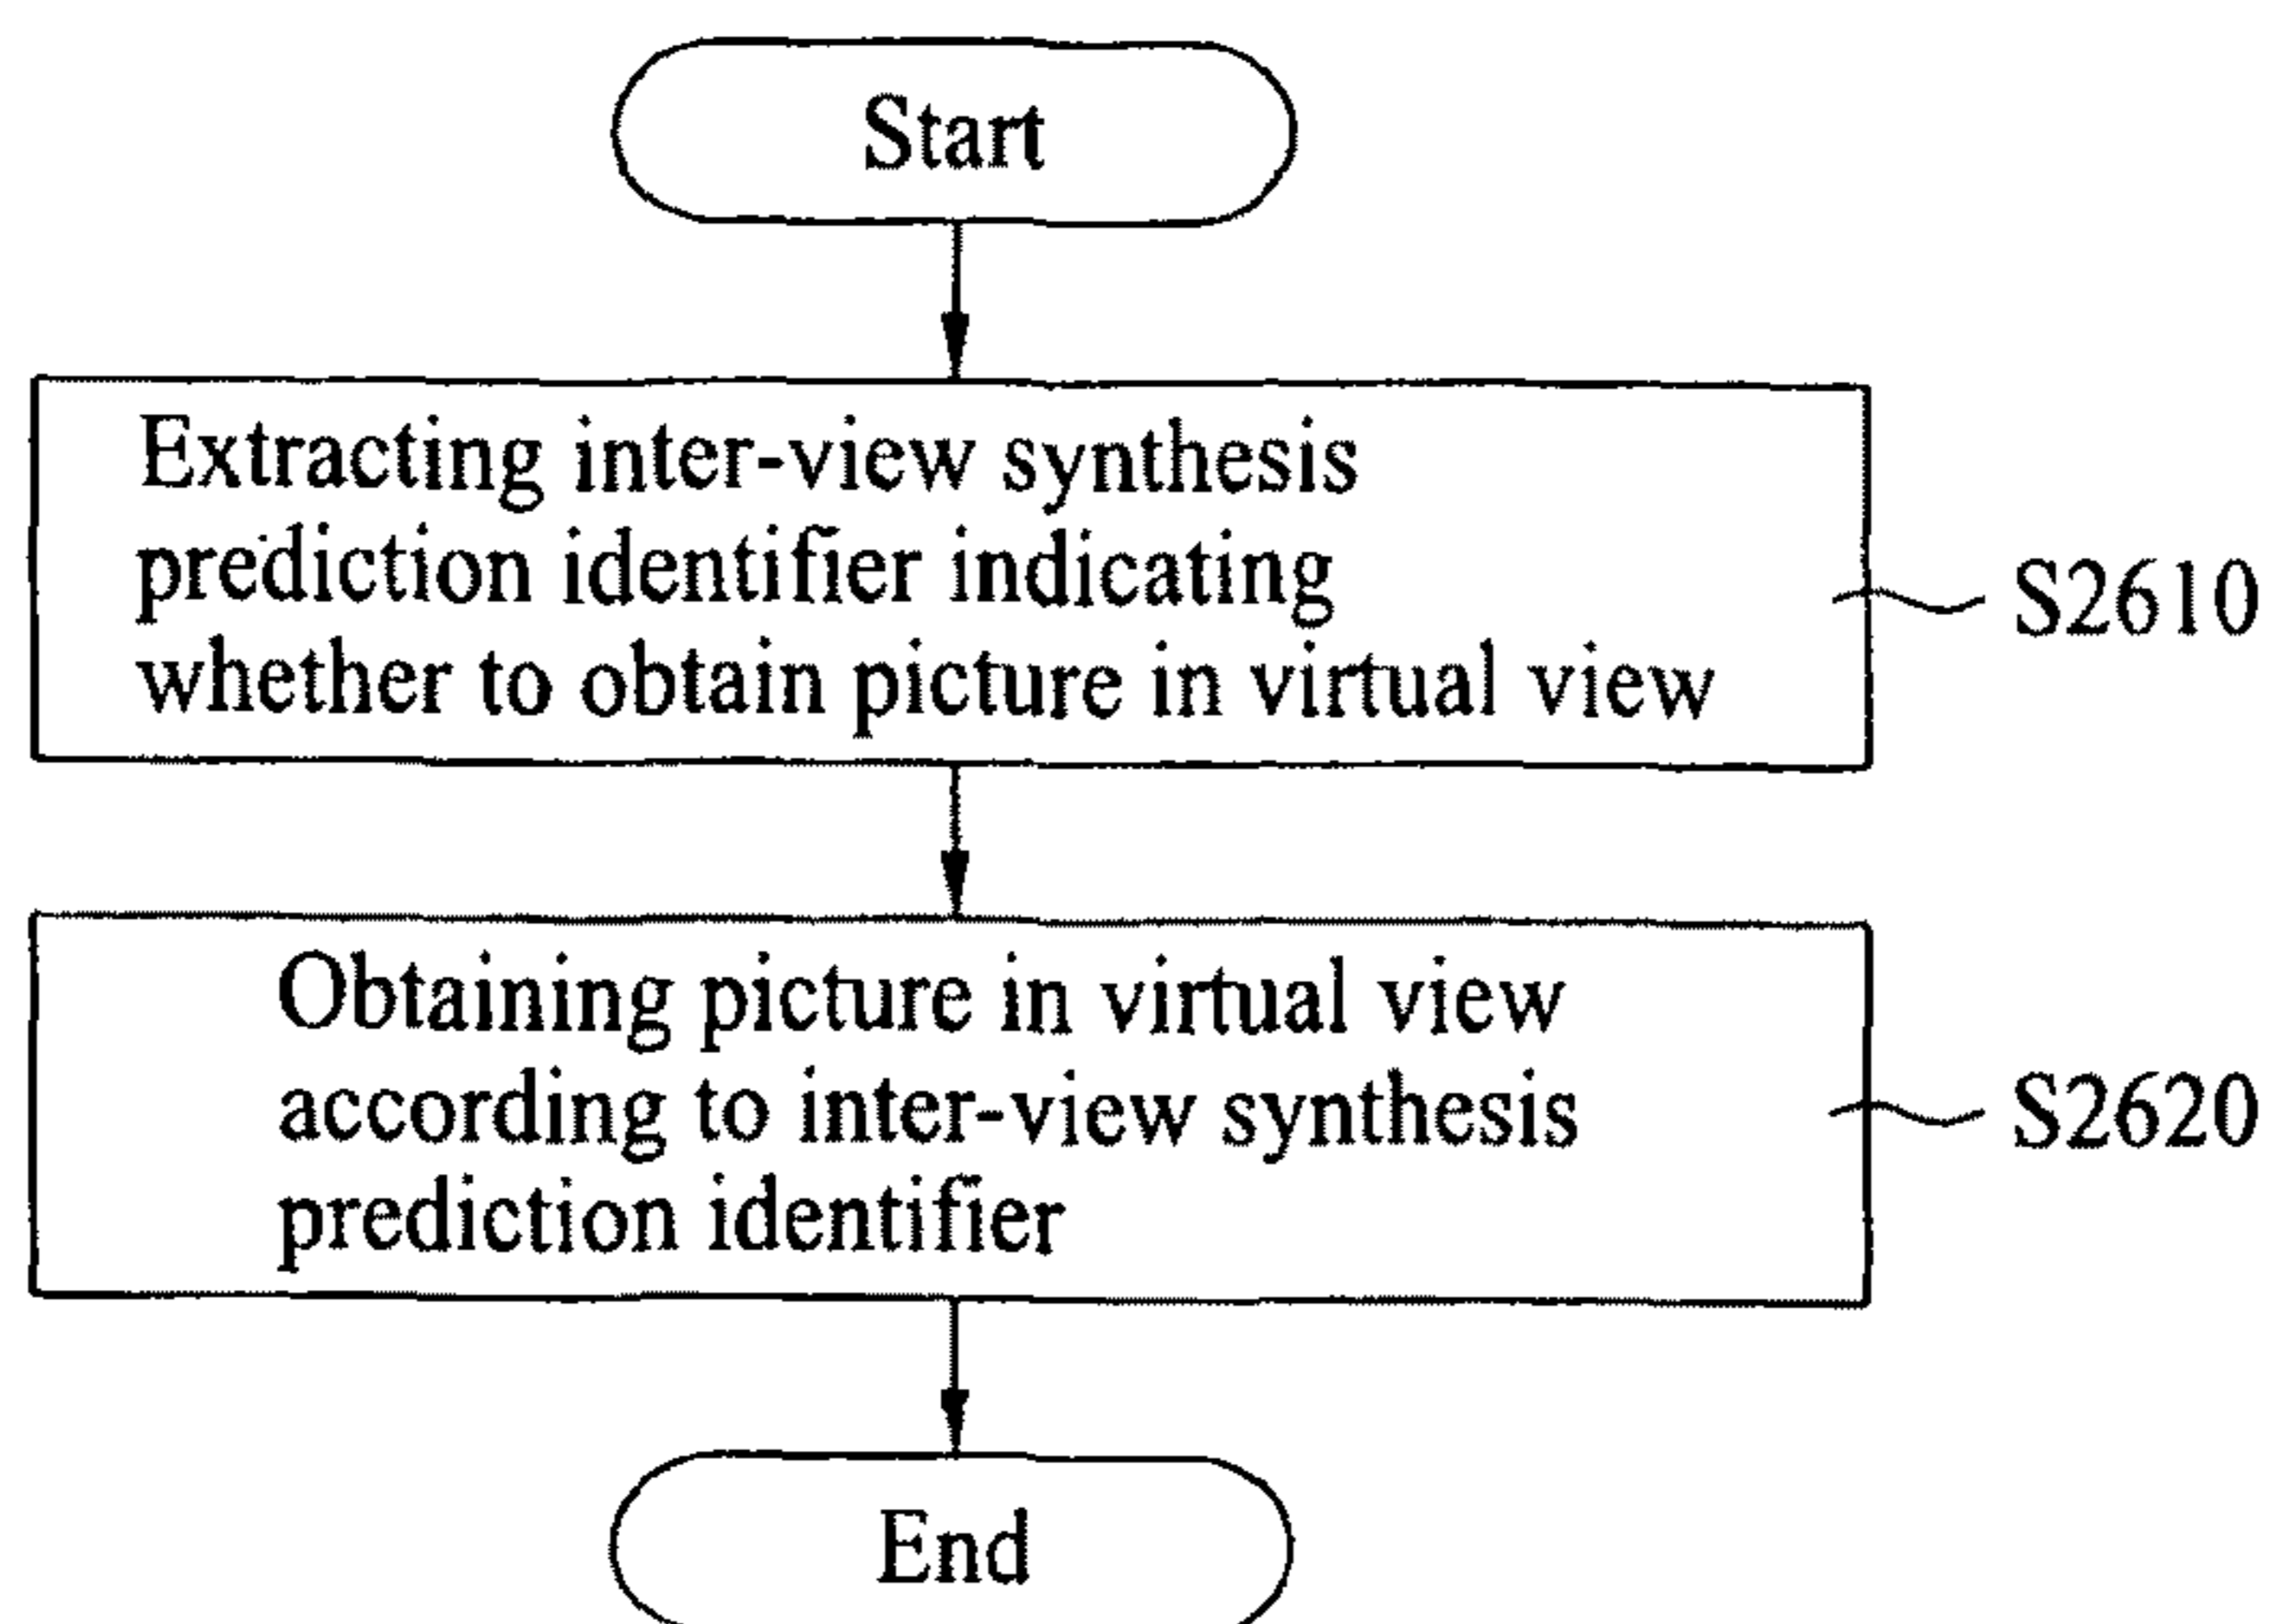 Start
Extracting inter-view synthesis
prediction identifier indicating
whether to obtain picture in virtual view
S2610
Obtaining picture in virtual view
according to inter-view synthesis
prediction identifier
S2620
End